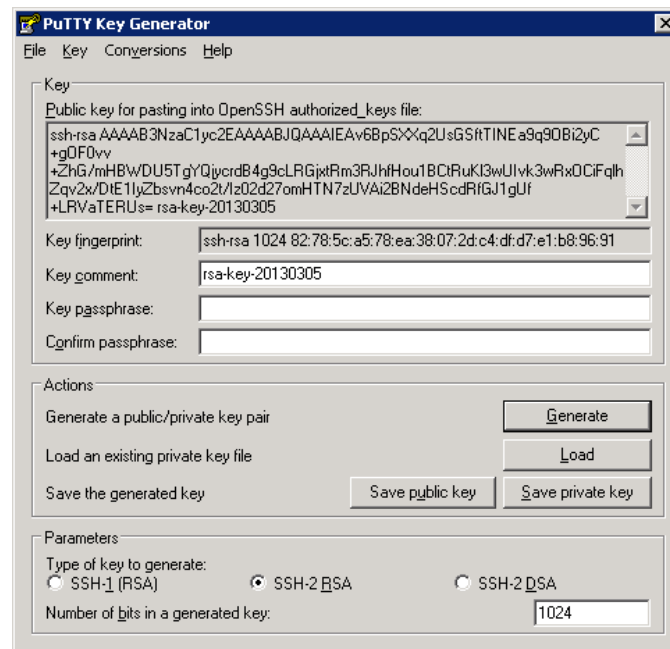 PuTTY Key Generator
File Key Conversions Help
Key
Public key for pasting into OpenSSH authorized_keys file:
ssh-rsa AAAAB3NzaC1yc2EAAAABJQAAAIEAv6BpSXXq2UsGSftTINEa9q9OBi2yC
+gOF0vv
+ZhG/mHBWDU5TgYQjycrdB4g9cLRGjxtRm3RJhfHou1BCtRuKl3wUIvk3wRxOCiFqlh
Zqv2x/DtE1lyZbsvn4co2t/Iz02d27omHTN7zUVAi2BNdeHScdRfGJ1gUf
+LRVaTERUs= rsa-key-20130305
Key fingerprint: ssh-rsa 1024 82:78:5c:a5:78:ea:38:07:2d:c4:df:d7:e1:b8:96:91
Key comment: rsa-key-20130305
Key passphrase:
Confirm passphrase:
Actions
Generate a public/private key pair Generate
Load an existing private key file Load
Save the generated key Save public key Save private key
Parameters
Type of key to generate:
SSH-1 (RSA) SSH-2 RSA SSH-2 DSA
Number of bits in a generated key: 1024